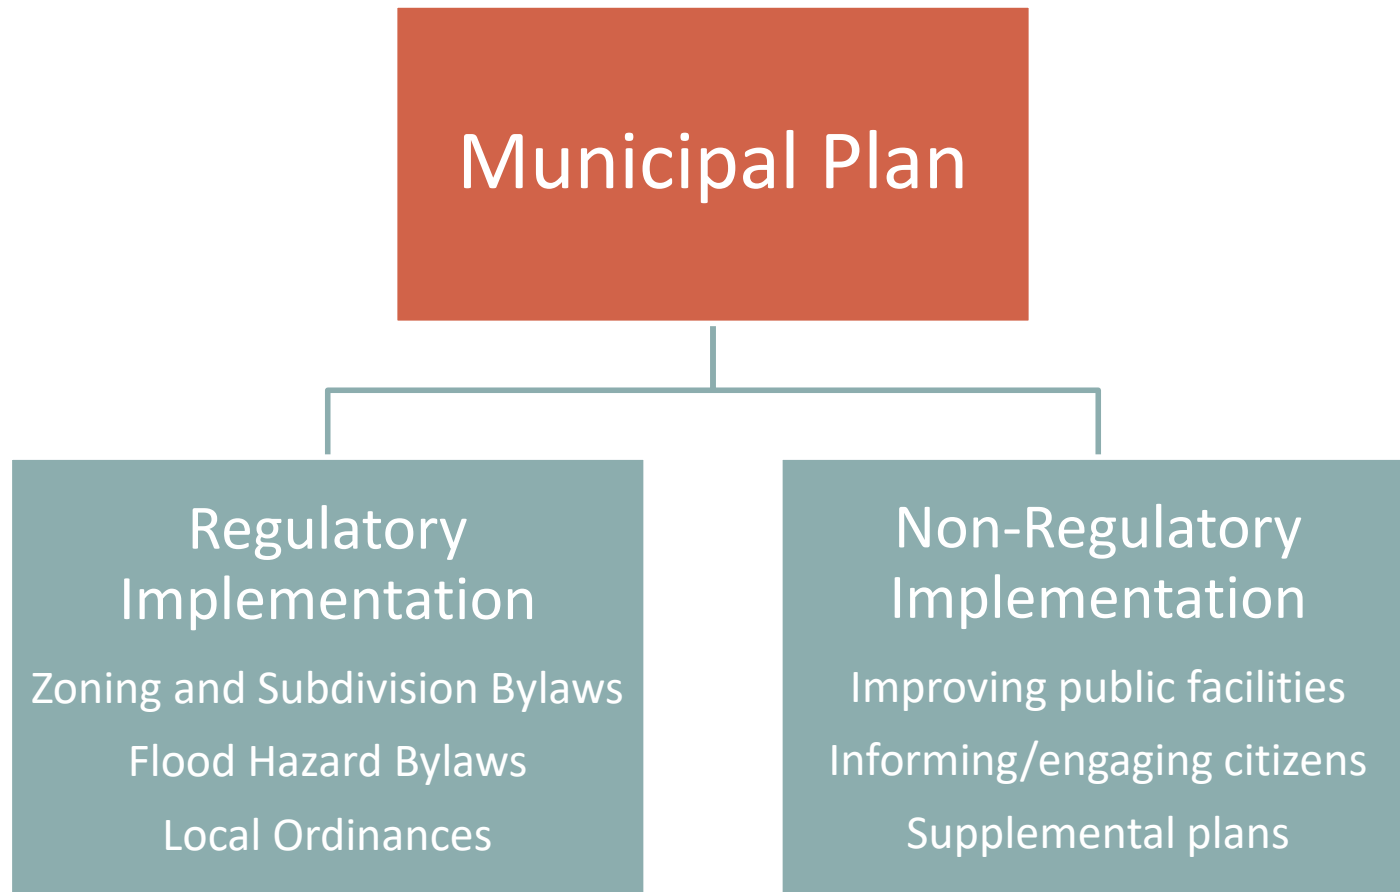 Municipal Plan
Regulatory
Implementation
Zoning and Subdivision Bylaws
Flood Hazard Bylaws
Local Ordinances
Non-Regulatory
Implementation
Improving public facilities
Informing/engaging citizens
Supplemental plans